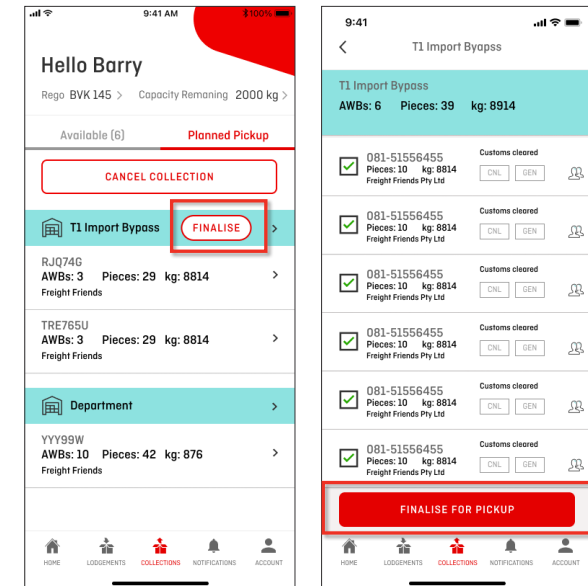 9:41 AM
100%
Hello Barry
Rego BVK 145 > Capacity Remaning 2000 kg >
Available (6) Planned Pickup
CANCEL COLLECTION
T1 Import Bypass FINALISE >
RJQ74G
AWBs: 3 Pieces: 29 kg: 8814 >
Freight Friends
TRE765U
AWBs: 3 Pieces: 29 kg: 8814 >
Freight Friends
Department >
YYY99W
AWBs: 10 Pieces: 42 kg: 876 >
Freight Friends
HOME LODGEMENTS COLLECTIONS NOTIFICATIONS ACCOUNT
9:41
< T1 Import Byapss
T1 Import Byposs
AWBs: 6 Pieces: 39 kg: 8914
081-51556455 Customs cleared
Pieces: 10 kg: 8814 CNL GEN
Freight Friends Pty Ltd
081-51556455 Customs cleared
Pieces: 10 kg: 8814 CNL GEN
Freight Friends Pty Ltd
081-51556455 Customs cleared
Pieces: 10 kg: 8814 CNL GEN
Freight Friends Pty Ltd
081-51556455 Customs cleared
Pieces: 10 kg: 8814 CNL GEN
Freight Friends Pty Ltd
081-51556455 Customs cleared
Pieces: 10 kg: 8814 CNL GEN
Freight Friends Pty Ltd
081-51556455 Customs cleared
Pieces: 10 kg: 8814 CNL GEN
Freight Friends Pty Ltd
FINALISE FOR PICKUP
HOME LODGEMENTS COLLECTIONS NOTIFICATIONS ACCOUNT